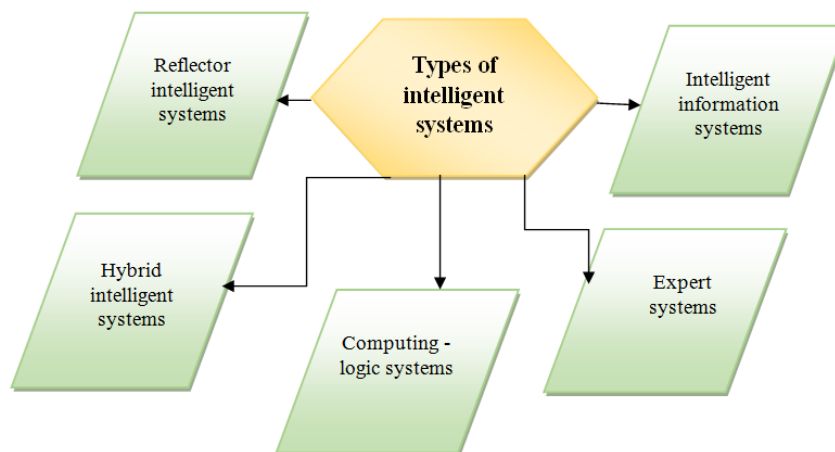 Types of
intelligent
systems
Reflector
intelligent
systems
Intelligent
information
systems
Hybrid
intelligent
systems
Computing -
logic systems
Expert
systems